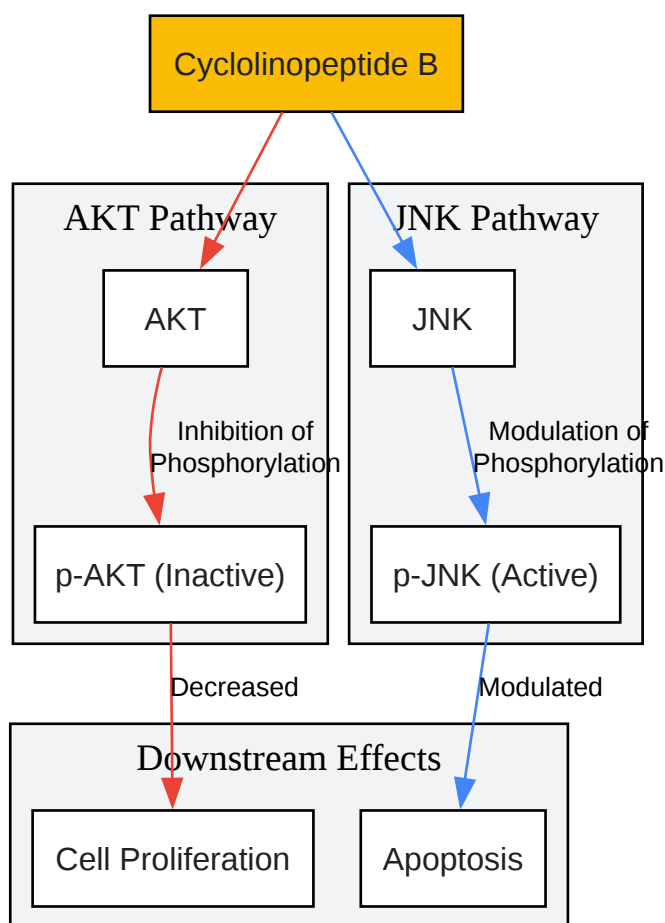 Cyclolinopeptide B
AKT Pathway
JNK Pathway
AKT
JNK
Inhibition of
Phosphorylation
Modulation of
Phosphorylation
p-AKT (Inactive)
p-JNK (Active)
Decreased
Modulated
Downstream Effects
Cell Proliferation
Apoptosis